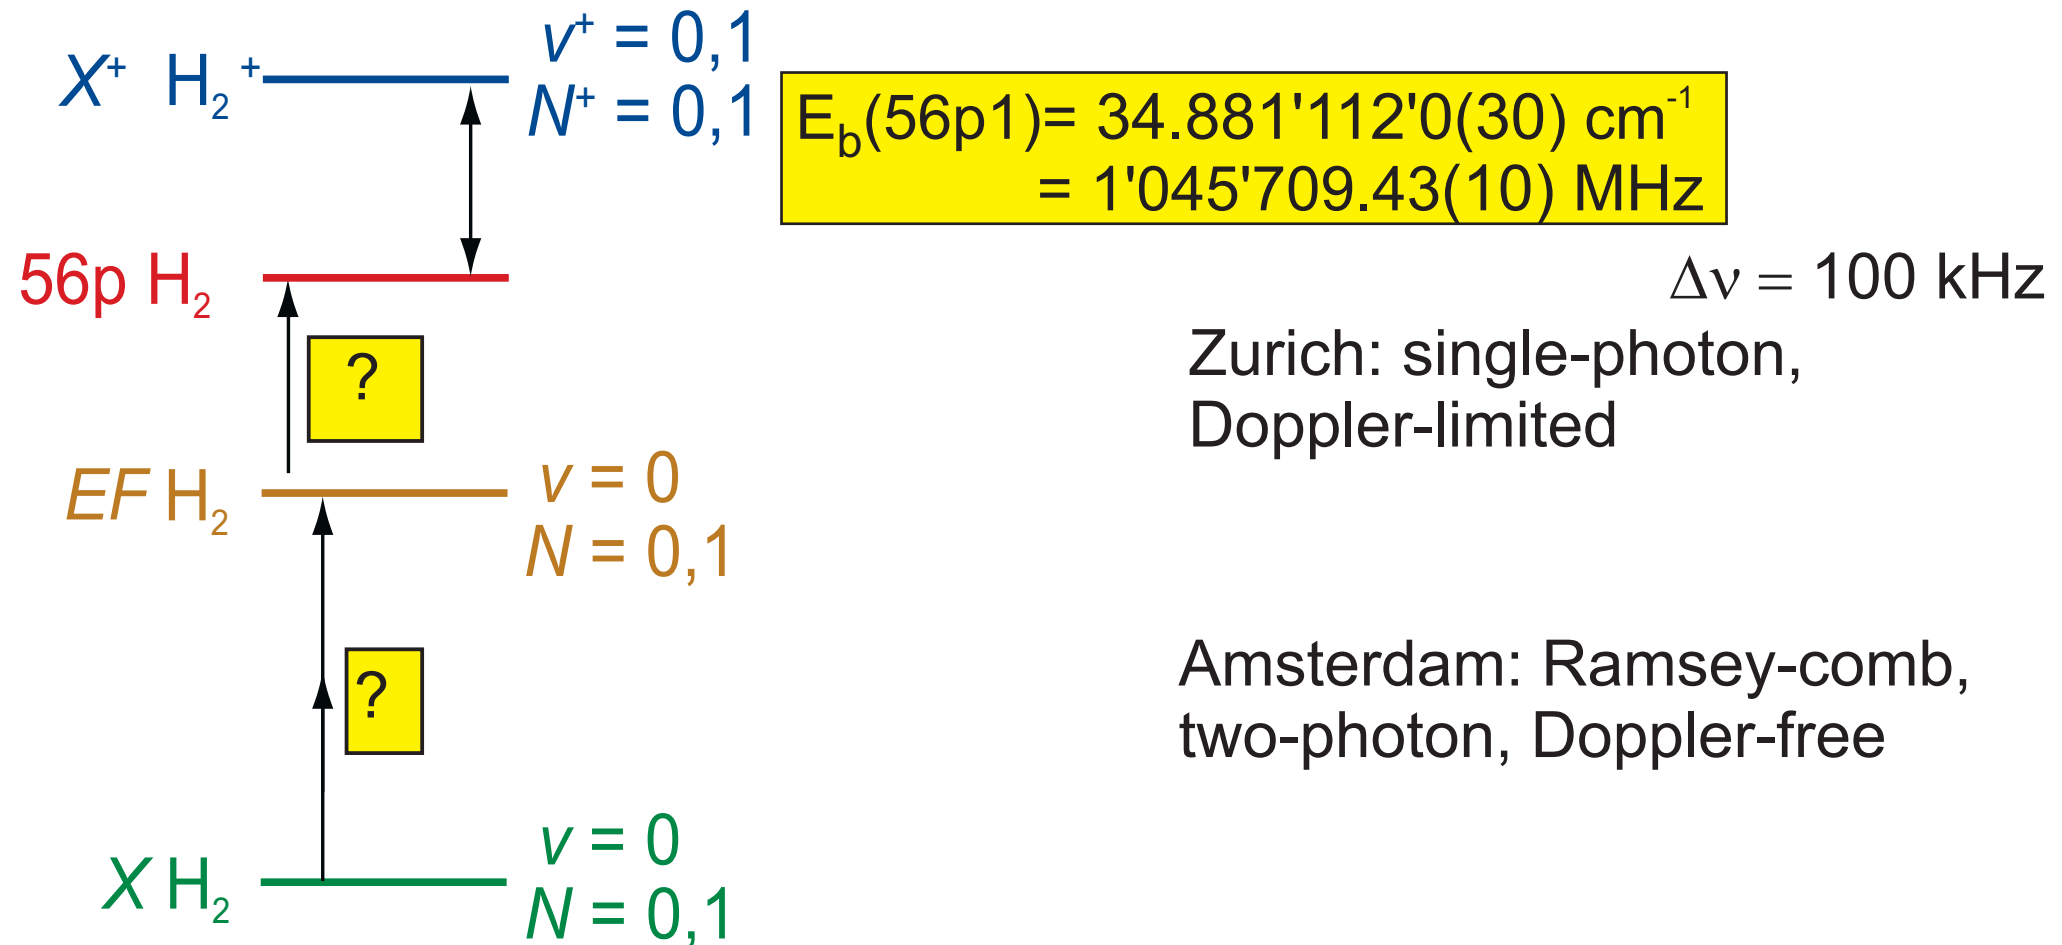 X⁺ H₂⁺
v⁺ = 0,1
N⁺ = 0,1
E_b(56p1)= 34.881'112'0(30) cm⁻¹
= 1'045'709.43(10) MHz
56p H₂
Δν = 100 kHz
?
Zurich: single-photon,
Doppler-limited
EF H₂
v = 0
N = 0,1
?
Amsterdam: Ramsey-comb,
two-photon, Doppler-free
X H₂
v = 0
N = 0,1